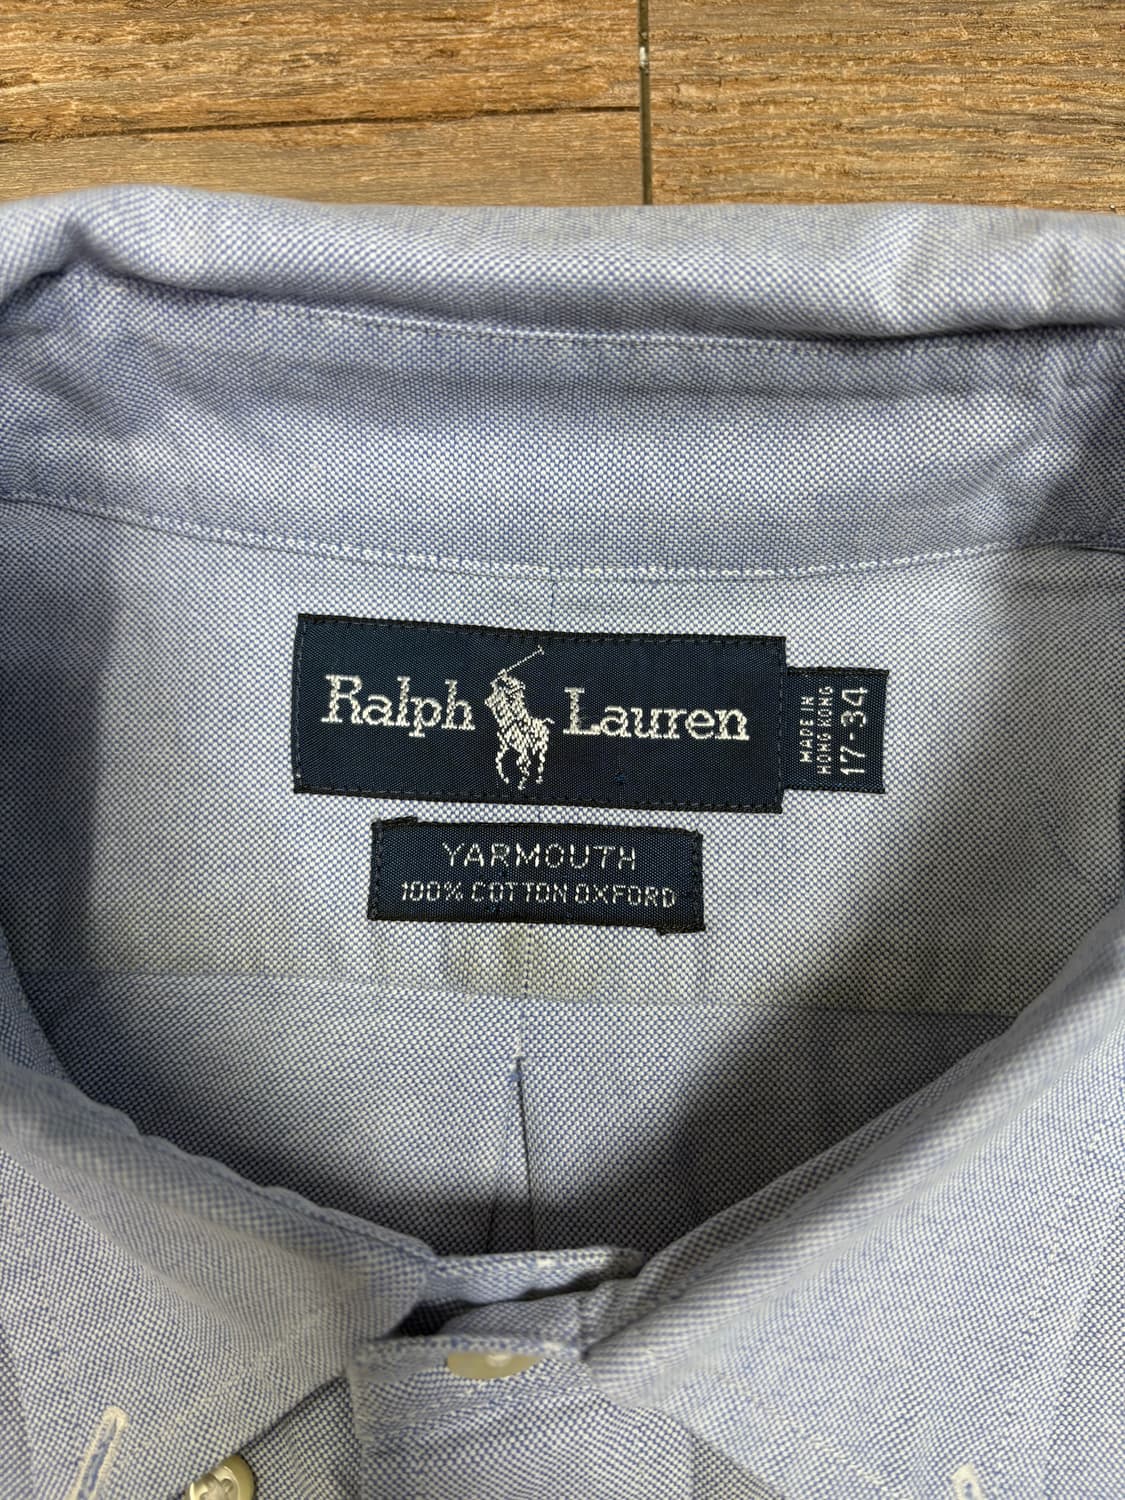 Ralph Lauren
MADE IN
HONG KONG
17-34
YARMOUTH
100% COTTON OXFORD